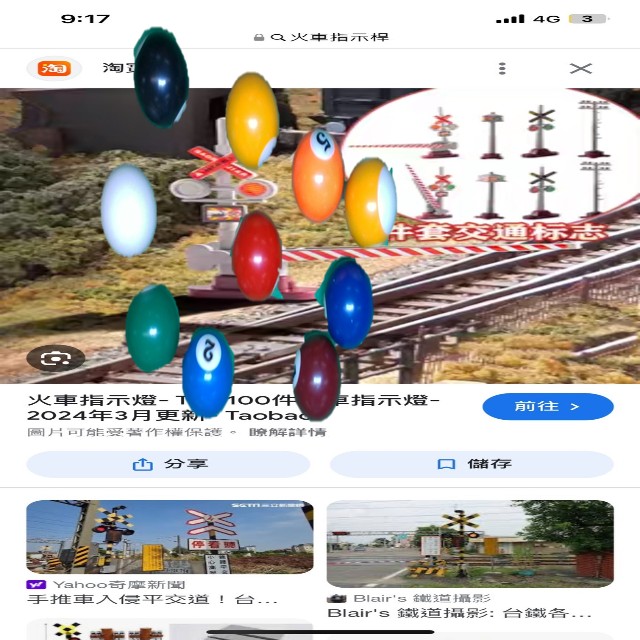 9:17
4G 3
火車指示桿
淘
淘
5
件套交通标志
火車指示燈- T 100件 車指示燈-
2024年3月更新- Taobao
圖片可能受著作權保護。 瞭解詳情
前往 >
2
分享
儲存
停看聽
Yahoo奇摩新聞
手推車入侵平交道！台...
Blair's 鐵道攝影
Blair's 鐵道攝影: 台鐵各...